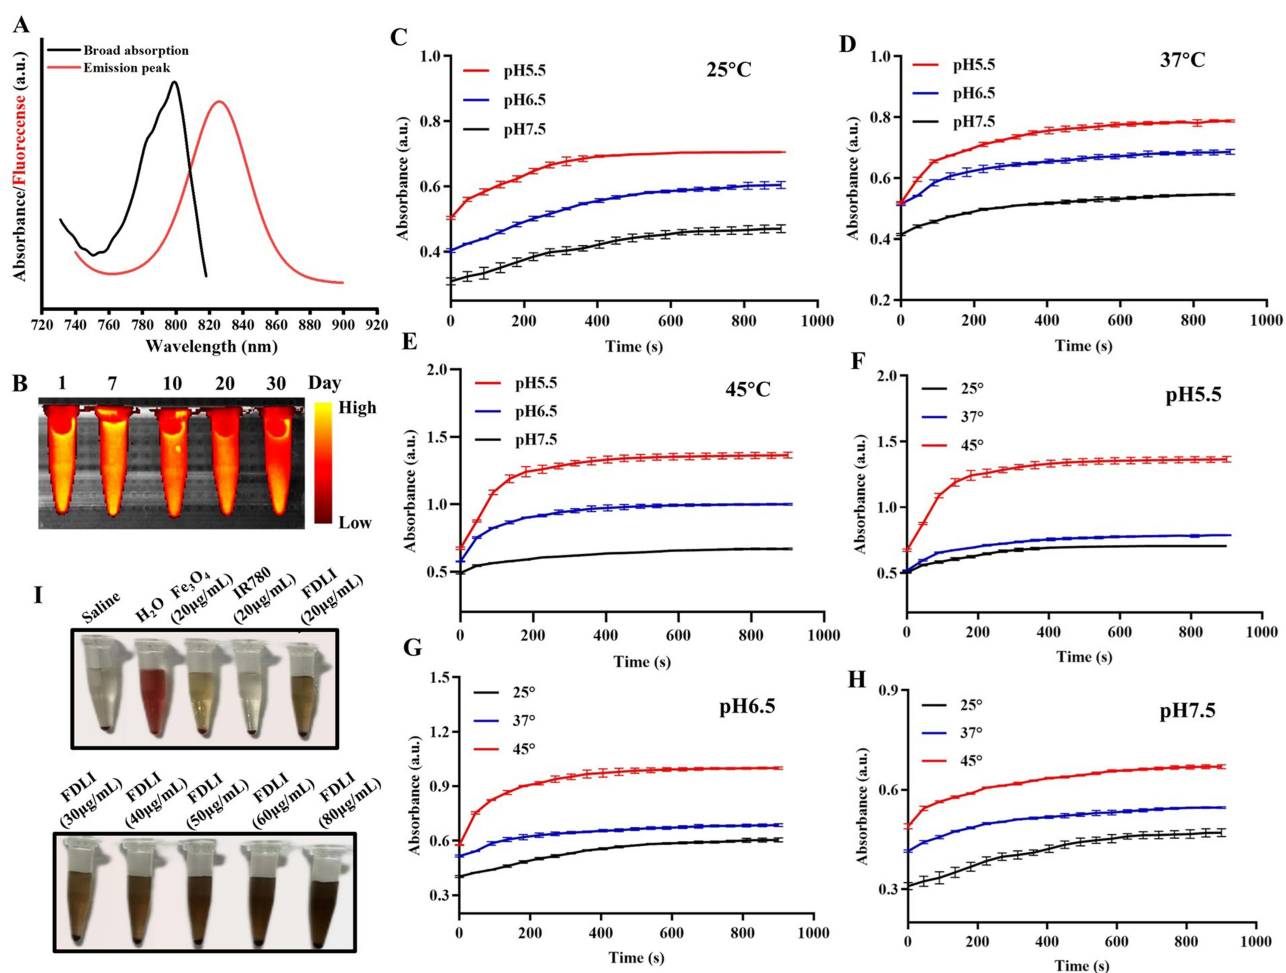 A
Broad absorption
Emission peak
Absorbance/Fluorecense (a.u.)
720 740 760 780 800 820 840 860 880 900 920
Wavelength (nm)
B
1 7 10 20 30 Day
High
Low
C
25°C
pH5.5
pH6.5
pH7.5
Absorbance (a.u.)
1.0
0.8
0.6
0.4
0 200 400 600 800 1000
Time (s)
D
37°C
pH5.5
pH6.5
pH7.5
Absorbance (a.u.)
1.0
0.8
0.6
0.4
0.2
0 200 400 600 800 1000
Time (s)
E
45°C
pH5.5
pH6.5
pH7.5
Absorbance (a.u.)
2.0
1.5
1.0
0.5
0 200 400 600 800 1000
Time (s)
F
pH5.5
25°
37°
45°
Absorbance (a.u.)
2.0
1.5
1.0
0.5
0 200 400 600 800 1000
Time (s)
G
pH6.5
25°
37°
45°
Absorbance (a.u.)
1.5
1.2
0.9
0.6
0.3
0 200 400 600 800 1000
Time (s)
H
pH7.5
25°
37°
45°
Absorbance (a.u.)
0.9
0.6
0.3
0 200 400 600 800 1000
Time (s)
I
Saline
H₂O
Fe₃O₄
(20μg/mL)
IR780
(20μg/mL)
FDLI
(20μg/mL)
FDLI
(30μg/mL)
FDLI
(40μg/mL)
FDLI
(50μg/mL)
FDLI
(60μg/mL)
FDLI
(80μg/mL)